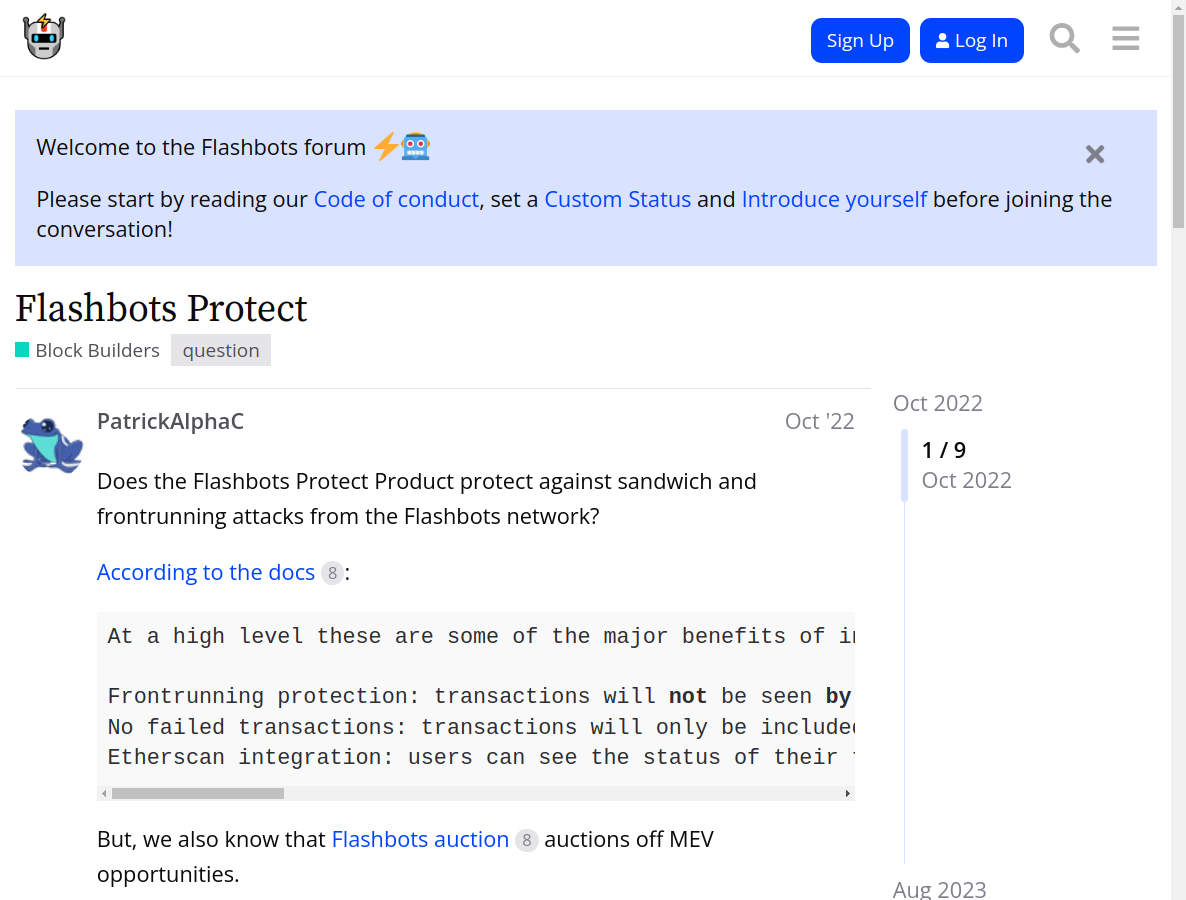 Sign Up
Log In
Welcome to the Flashbots forum
Please start by reading our Code of conduct, set a Custom Status and Introduce yourself before joining the
conversation!
Flashbots Protect
Block Builders question
PatrickAlphaC Oct '22
Oct 2022
1 / 9
Oct 2022
Does the Flashbots Protect Product protect against sandwich and
frontrunning attacks from the Flashbots network?
According to the docs 8 :
At a high level these are some of the major benefits of
Frontrunning protection: transactions will not be seen by
No failed transactions: transactions will only be included
Etherscan integration: users can see the status of their
But, we also know that Flashbots auction 8 auctions off MEV
opportunities.
Aug 2023